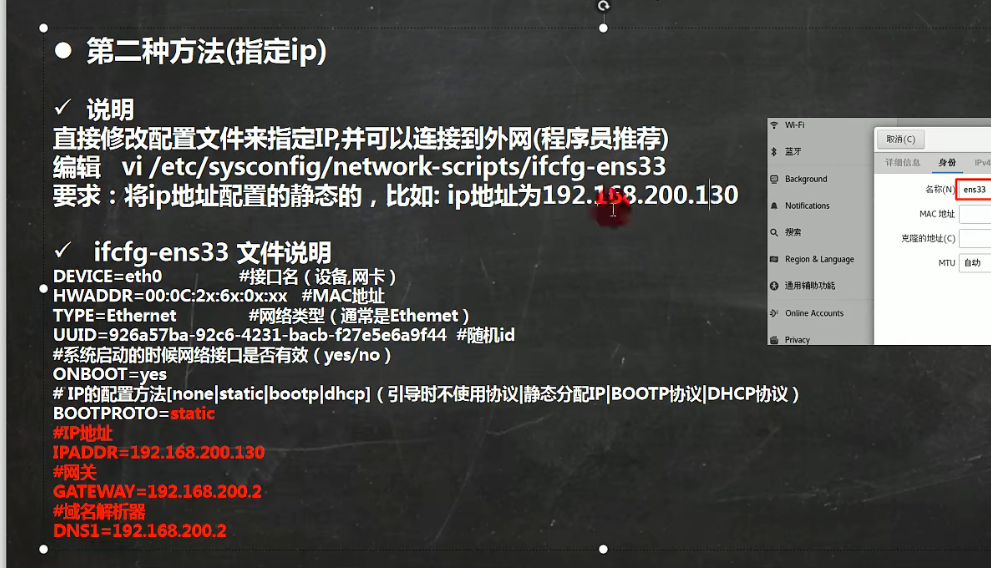 ● 第二种方法(指定ip)
✓ 说明
直接修改配置文件来指定IP,并可以连接到外网(程序员推荐)
编辑 vi /etc/sysconfig/network-scripts/ifcfg-ens33
要求：将ip地址配置的静态的，比如: ip地址为192.168.200.130
✓ ifcfg-ens33 文件说明
DEVICE=eth0 #接口名（设备,网卡）
HWADDR=00:0C:2x:6x:0x:xx #MAC地址
TYPE=Ethernet #网络类型（通常是Ethemet）
UUID=926a57ba-92c6-4231-bacb-f27e5e6a9f44 #随机id
#系统启动的时候网络接口是否有效（yes/no）
ONBOOT=yes
# IP的配置方法[none|static|bootp|dhcp]（引导时不使用协议|静态分配IP|BOOTP协议|DHCP协议）
BOOTPROTO=static
#IP地址
IPADDR=192.168.200.130
#网关
GATEWAY=192.168.200.2
#域名解析器
DNS1=192.168.200.2
Wi-Fi
蓝牙
Background
Notifications
搜索
Region & Language
通用辅助功能
Online Accounts
Privacy
取消(C)
详细信息 身份 IPv4
名称(N) ens33
MAC 地址
克隆的地址(C)
MTU 自动